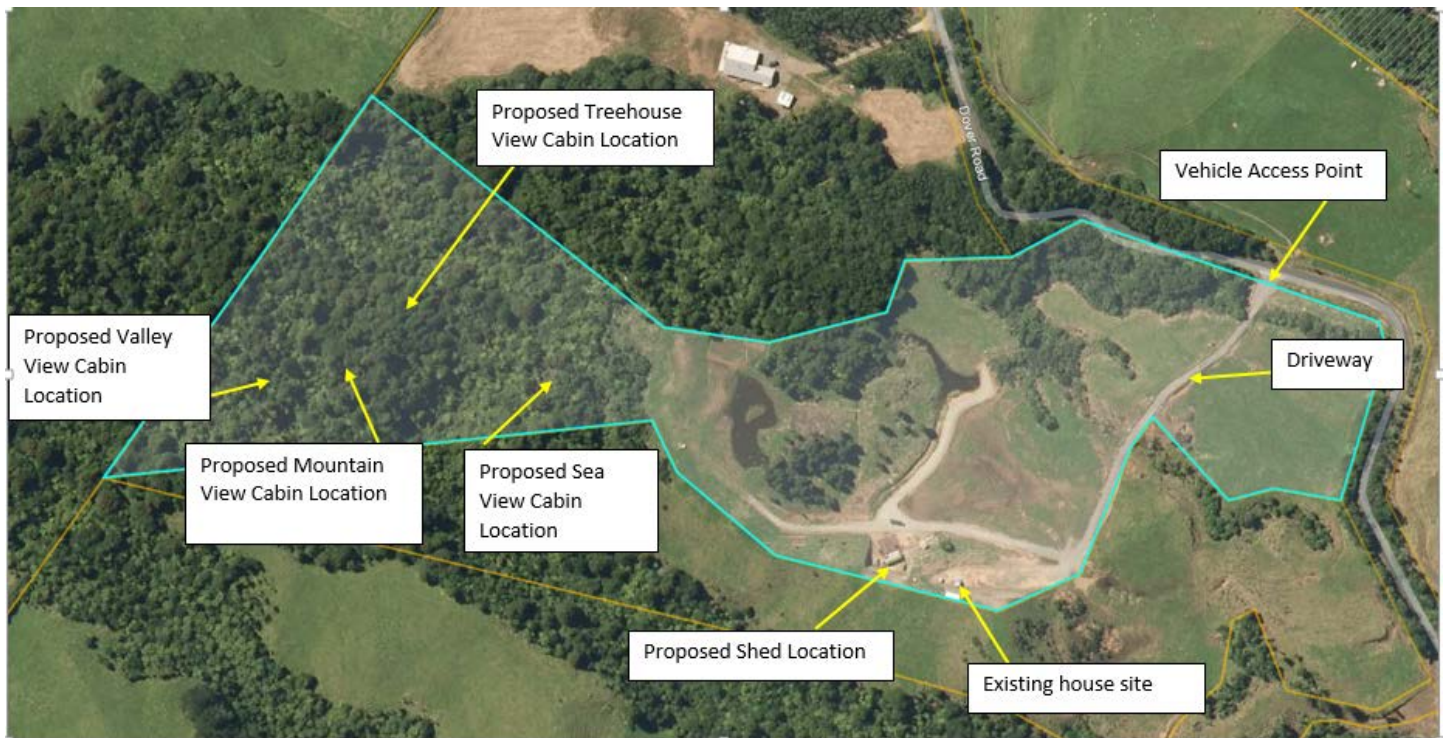 Proposed Treehouse
View Cabin Location
Dover Road
Vehicle Access Point
Proposed Valley
View Cabin
Location
Driveway
Proposed Mountain
View Cabin Location
Proposed Sea
View Cabin
Location
Proposed Shed Location
Existing house site